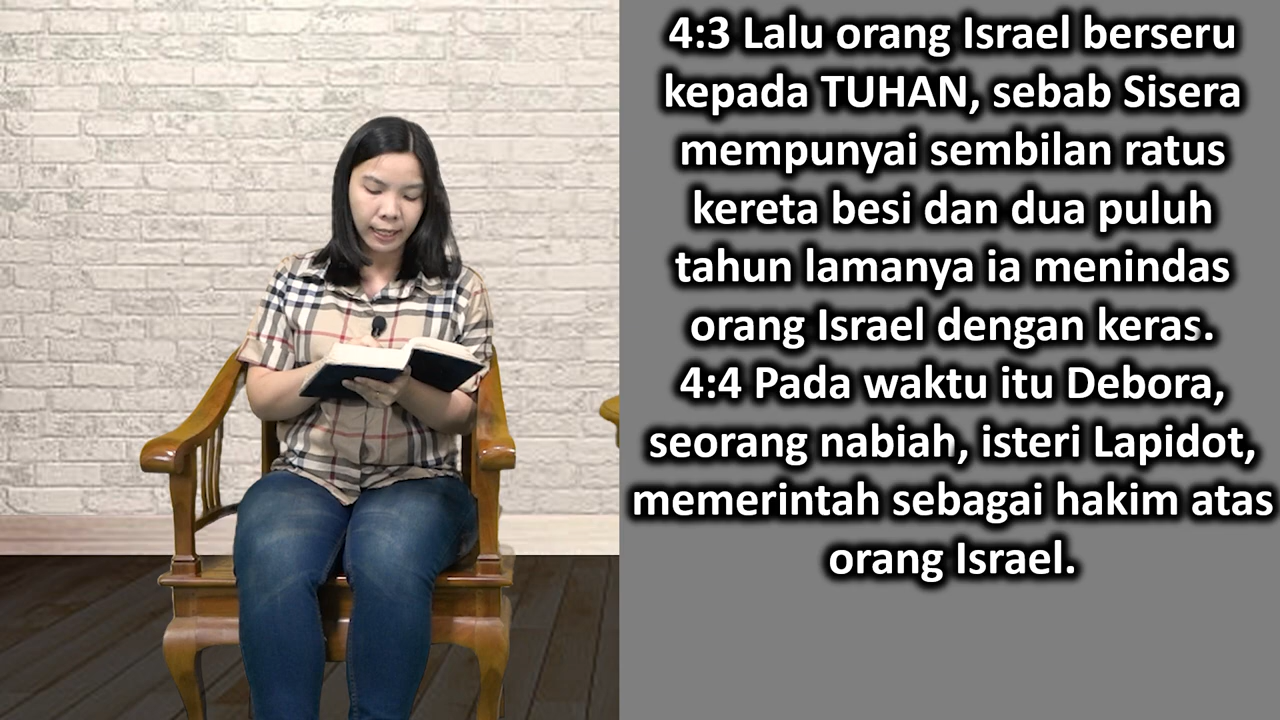 4:3 Lalu orang Israel berseru
kepada TUHAN, sebab Sisera
mempunyai sembilan ratus
kereta besi dan dua puluh
tahun lamanya ia menindas
orang Israel dengan keras.
4:4 Pada waktu itu Debora,
seorang nabiah, isteri Lapidot,
memerintah sebagai hakim atas
orang Israel.